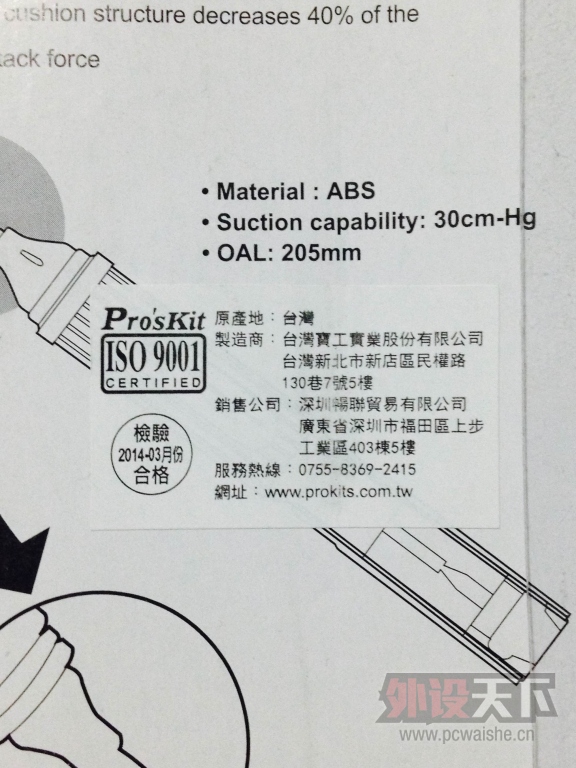 cushion structure decreases 40% of the
tack force
• Material : ABS
• Suction capability: 30cm-Hg
• OAL: 205mm
Pro'sKit
ISO 9001
CERTIFIED
檢驗
2014-03月份
合格
原產地：台灣
製造商：台灣寶工實業股份有限公司
台灣新北市新店區民權路
130巷7號5樓
銷售公司：深圳暢聯貿易有限公司
廣東省深圳市福田區上步
工業區403棟5樓
服務熱線：0755-8369-2415
網址：www.prokits.com.tw
外设天下
www.pcwaishe.cn